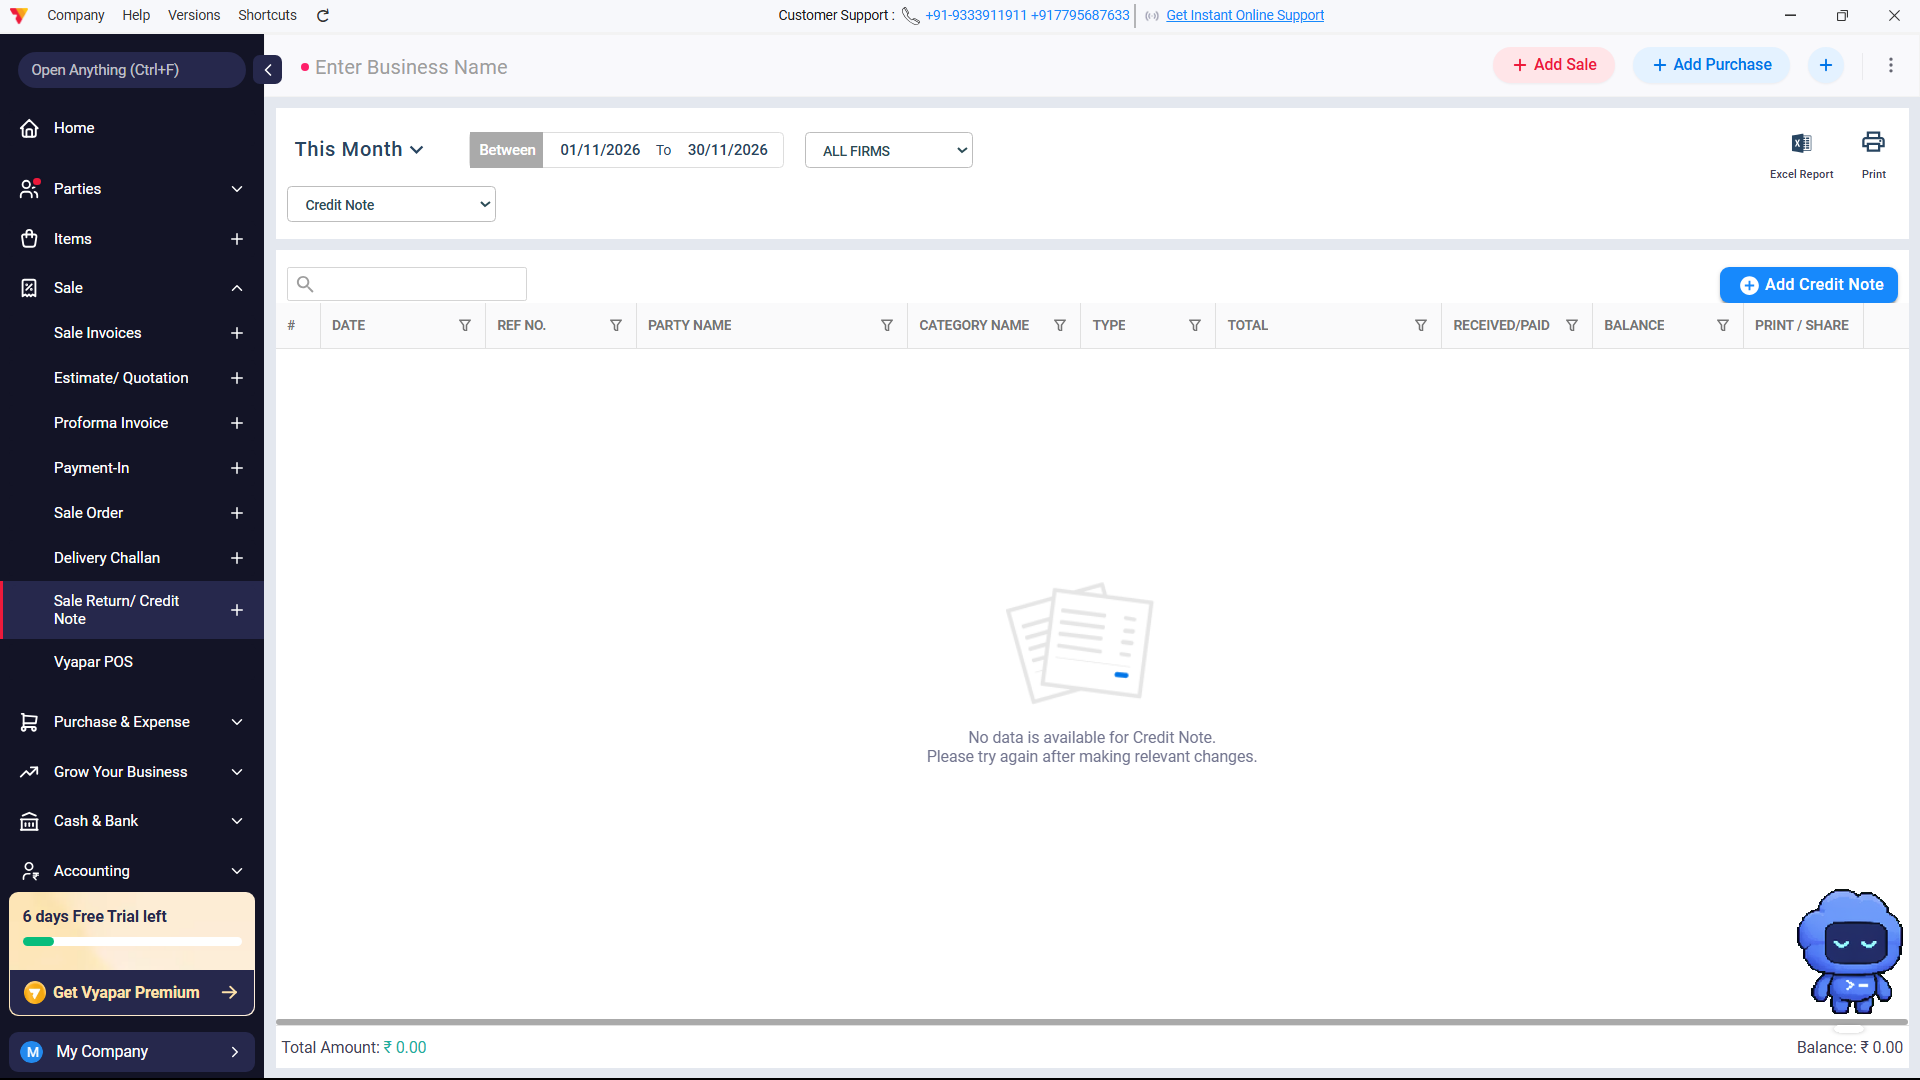 Company Help Versions Shortcuts
Customer Support : +91-9333911911 +917795687633 Get Instant Online Support
Open Anything (Ctrl+F)
Enter Business Name
Add Sale
Add Purchase
Home
Parties
Items
Sale
Sale Invoices
Estimate/ Quotation
Proforma Invoice
Payment-In
Sale Order
Delivery Challan
Sale Return/ Credit
Note
Vyapar POS
Purchase & Expense
Grow Your Business
Cash & Bank
Accounting
6 days Free Trial left
Get Vyapar Premium
M My Company
This Month
Between 01/11/2026 To 30/11/2026
ALL FIRMS
Excel Report
Print
Credit Note
Add Credit Note
# DATE REF NO. PARTY NAME CATEGORY NAME TYPE TOTAL RECEIVED/PAID BALANCE PRINT / SHARE
No data is available for Credit Note.
Please try again after making relevant changes.
Total Amount: ₹ 0.00
Balance: ₹ 0.00